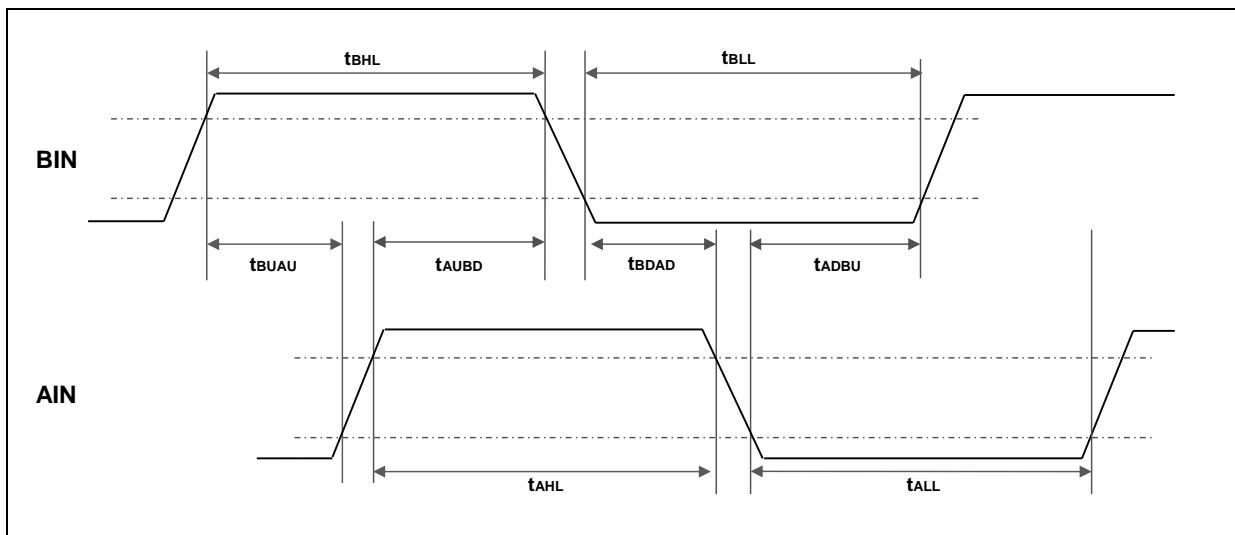 tBHL
tBLL
BIN
tBUAU
tAUBD
tBDAD
tADBU
AIN
tAHL
tALL